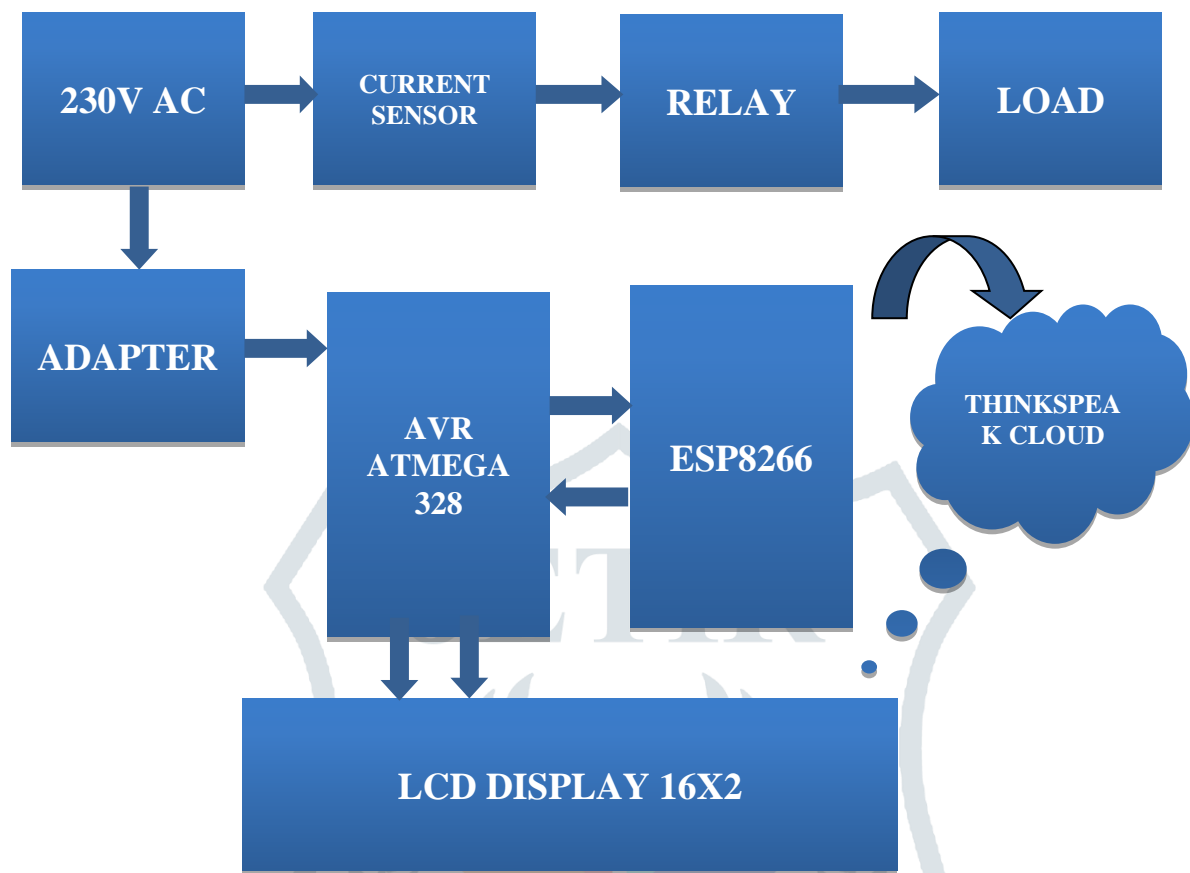 230V AC
CURRENT
SENSOR
RELAY
LOAD
ADAPTER
AVR
ATMEGA
328
ESP8266
THINKSPEA
K CLOUD
LCD DISPLAY 16X2